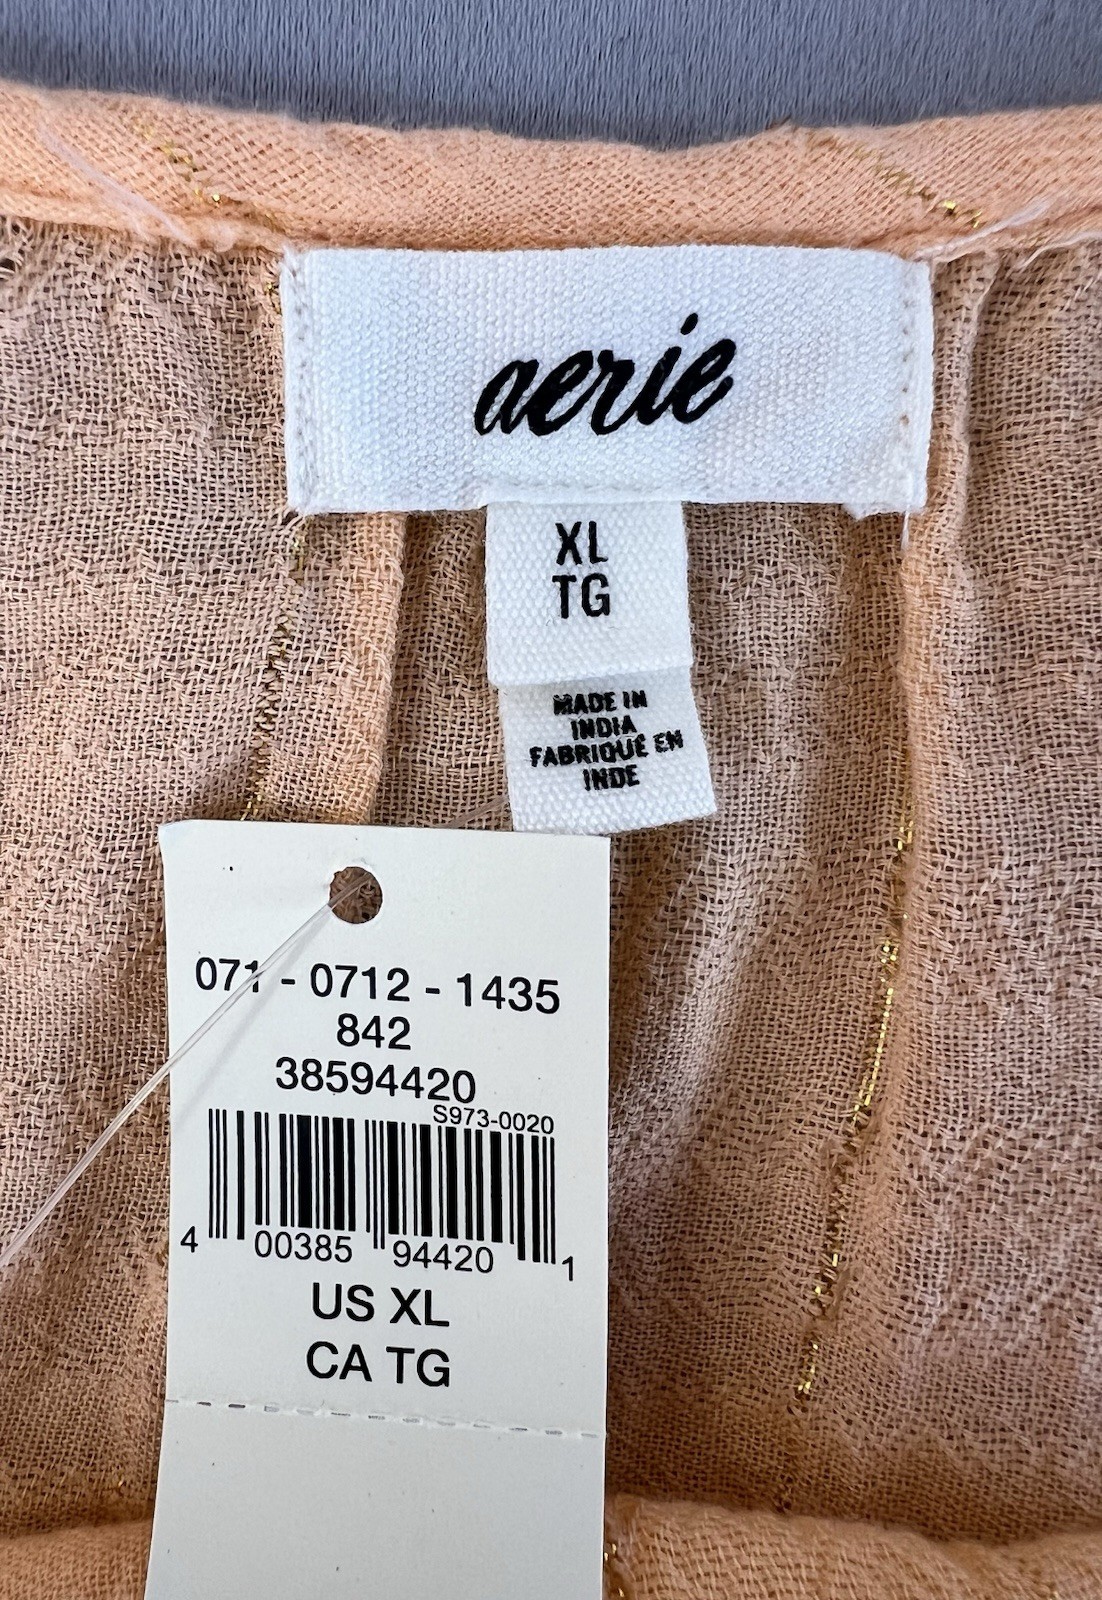 aerie
XL
TG
MADE IN
INDIA
FABRIQUÉ EN
INDE
071 - 0712 - 1435
842
38594420
S973-0020
4 00385 94420 1
US XL
CA TG